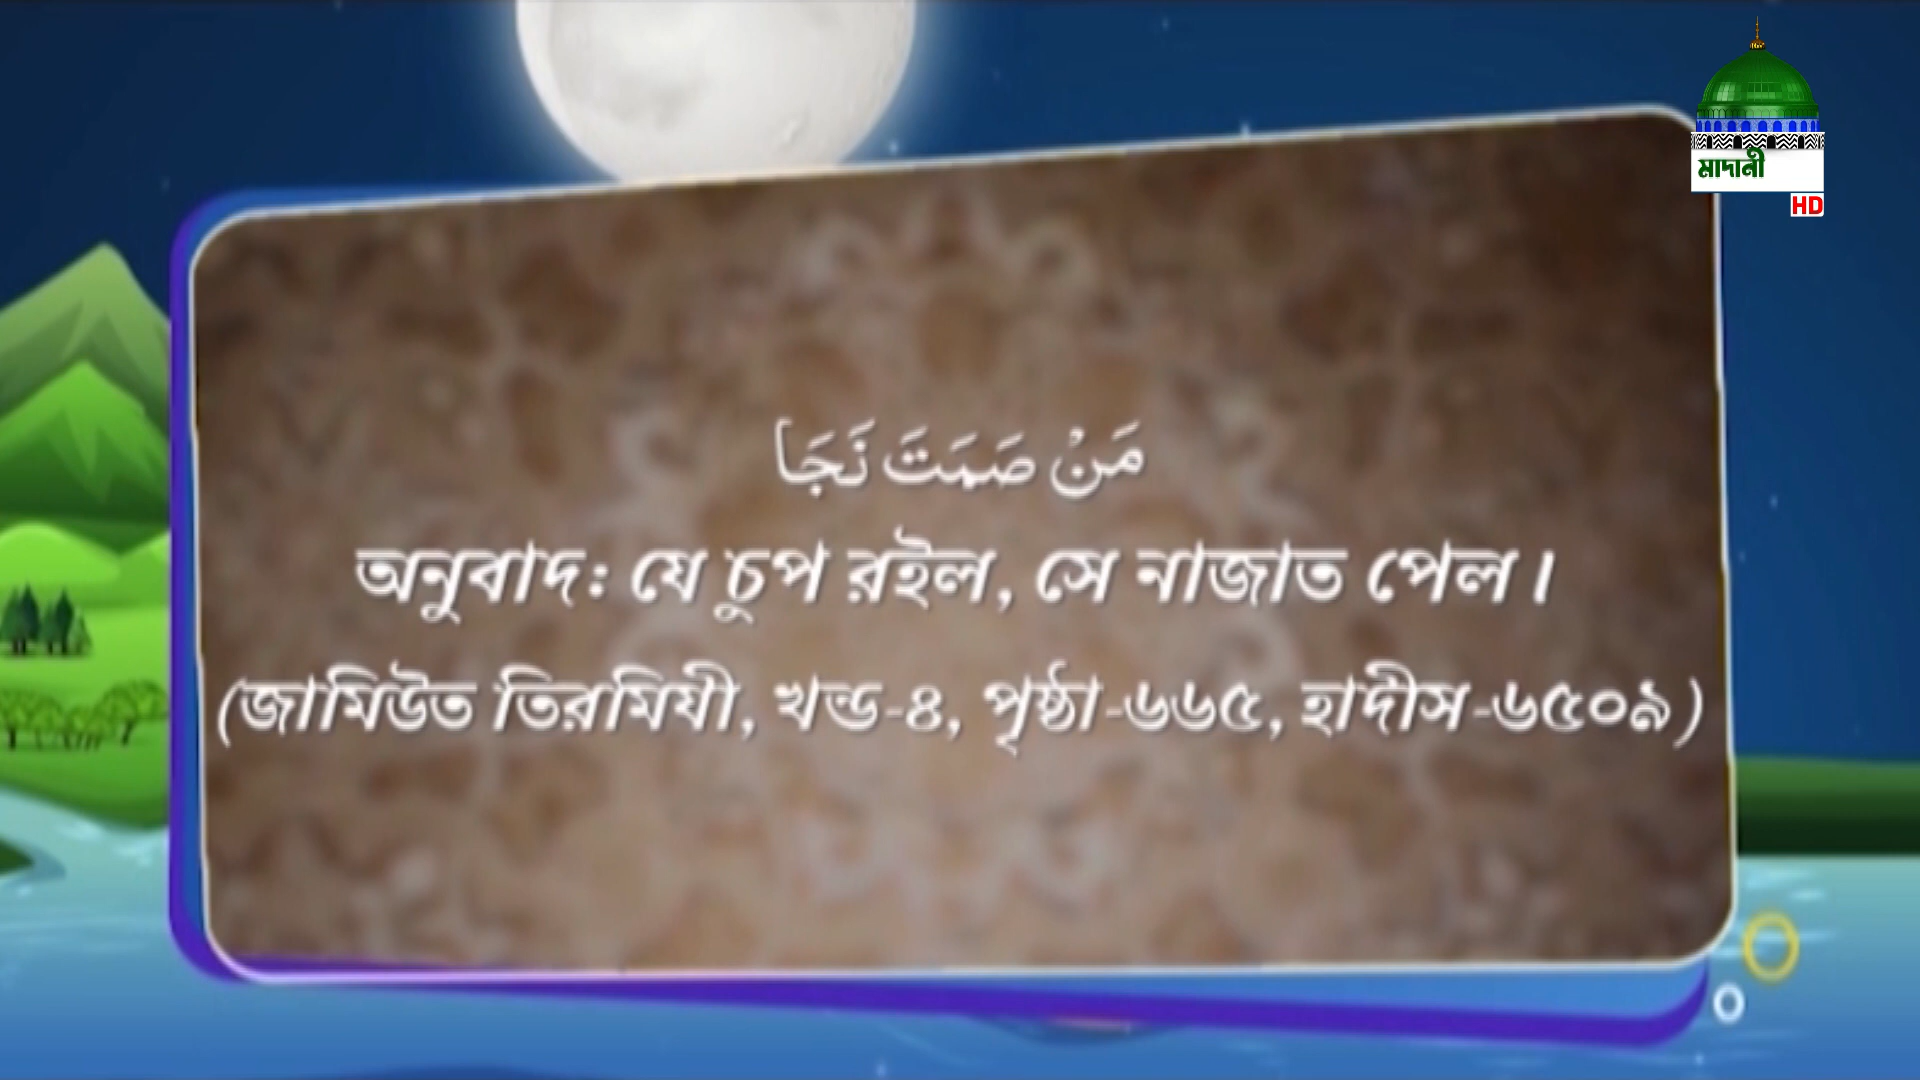 মাদানী
HD
مَنْ صَمَتَ نَجَا
অনুবাদ: যে চুপ রইল, সে নাজাত পেল।
(জামিউত তিরমিযী, খন্ড-৪, পৃষ্ঠা-৬৬৫, হাদীস-৬৫০৯)